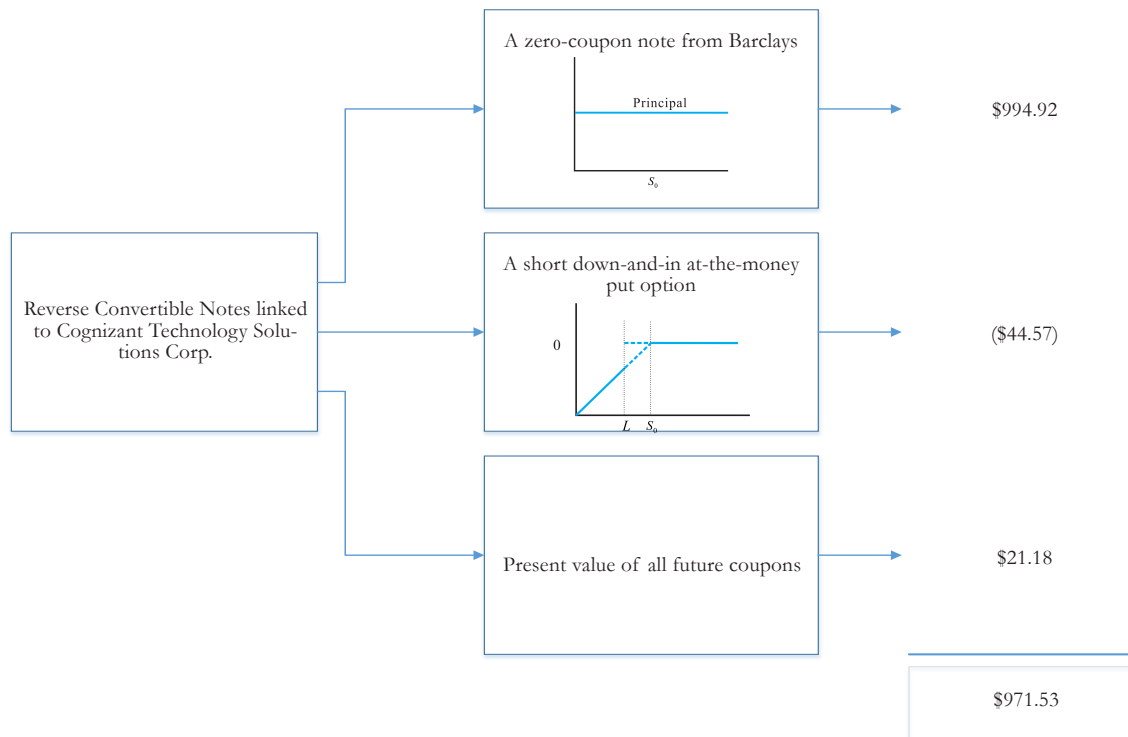 A zero-coupon note from Barclays
Principal
S₀
$994.92
Reverse Convertible Notes linked
to Cognizant Technology Solu-
tions Corp.
A short down-and-in at-the-money
put option
0
L S₀
($44.57)
Present value of all future coupons
$21.18
$971.53